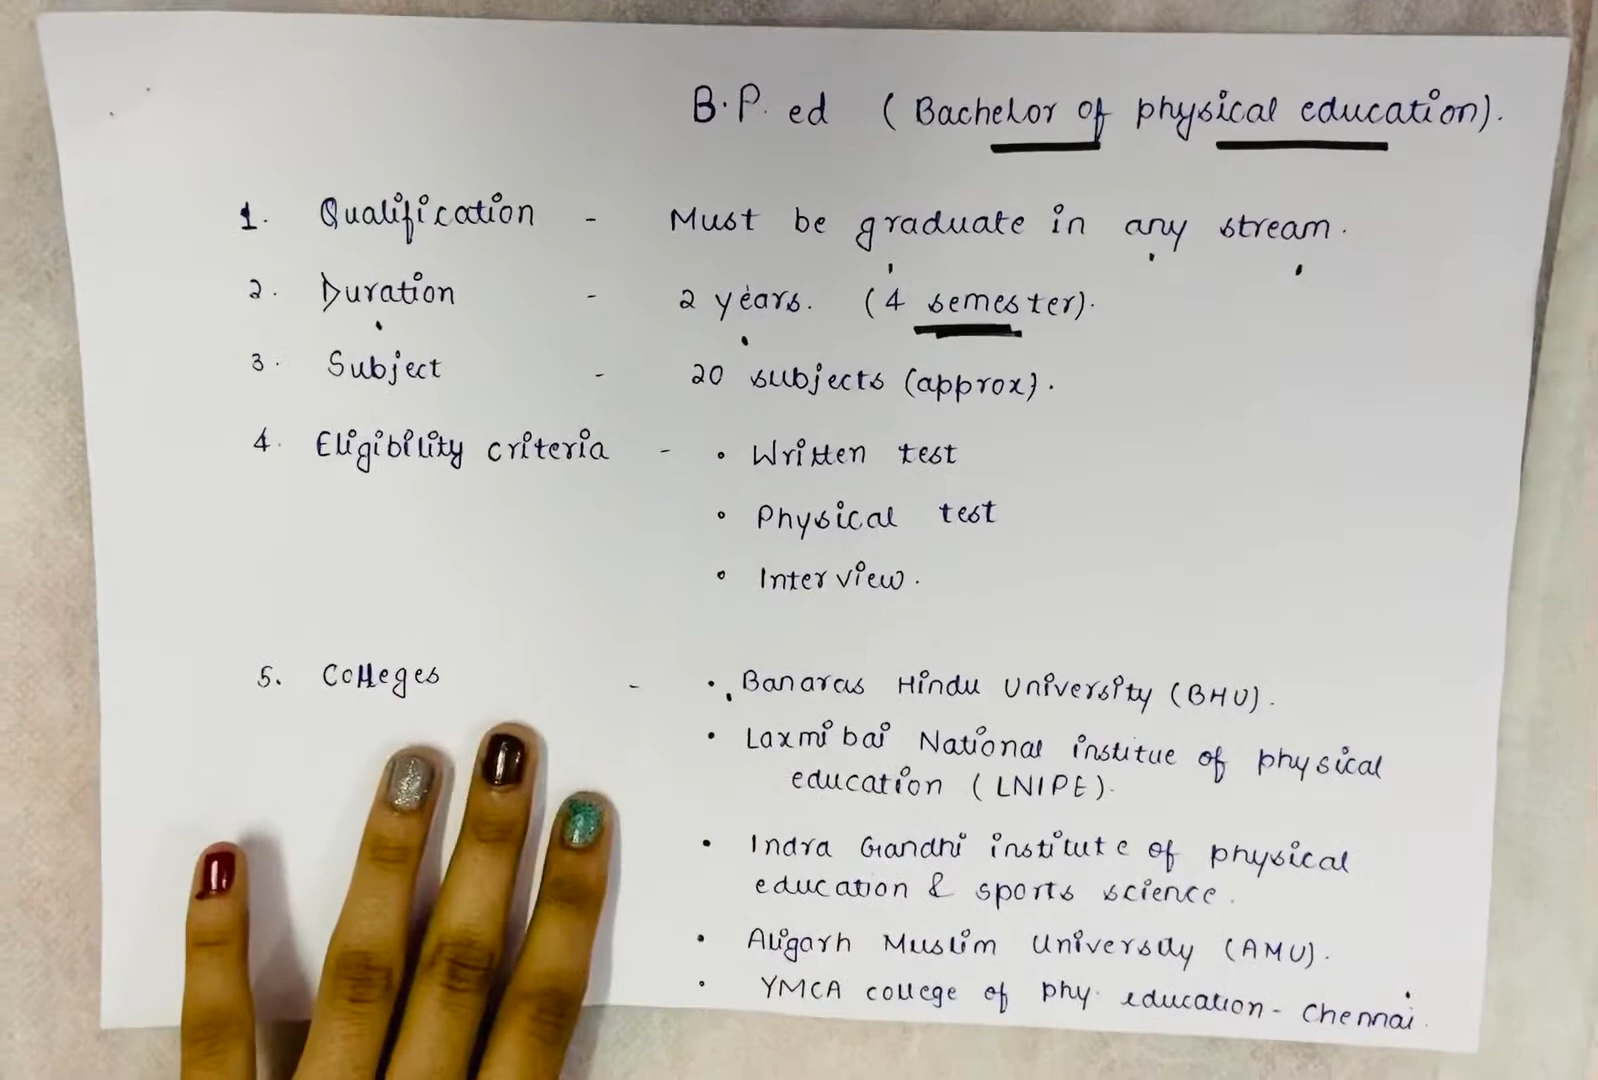 B.P. ed ( Bachelor of physical education).
1. Qualification - Must be graduate in any stream.
2. Duration - 2 years. (4 semester).
3. Subject - 20 subjects (approx).
4. Eligibility criteria - • Written test
• Physical test
• Interview.
5. Colleges - • Banaras Hindu University (BHU).
• Laxmi bai National institue of physical
education ( LNIPE).
• Indra Gandhi institute of physical
education & sports science.
• Aligarh Muslim University (AMU).
• YMCA college of phy. education - Chennai.